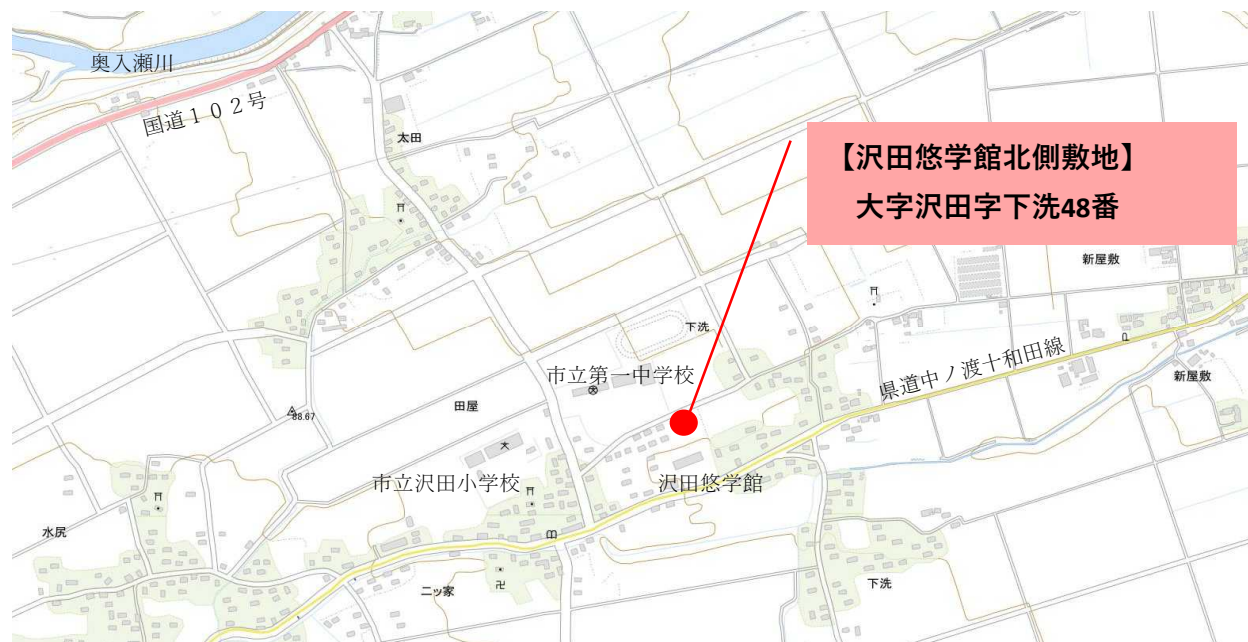 奥入瀬川
国道１０２号
太田
【沢田悠学館北側敷地】
大字沢田字下洗48番
新屋敷
下洗
県道中ノ渡十和田線
市立第一中学校
新屋敷
田屋
88.67
市立沢田小学校
沢田悠学館
水尻
二ッ家
下洗